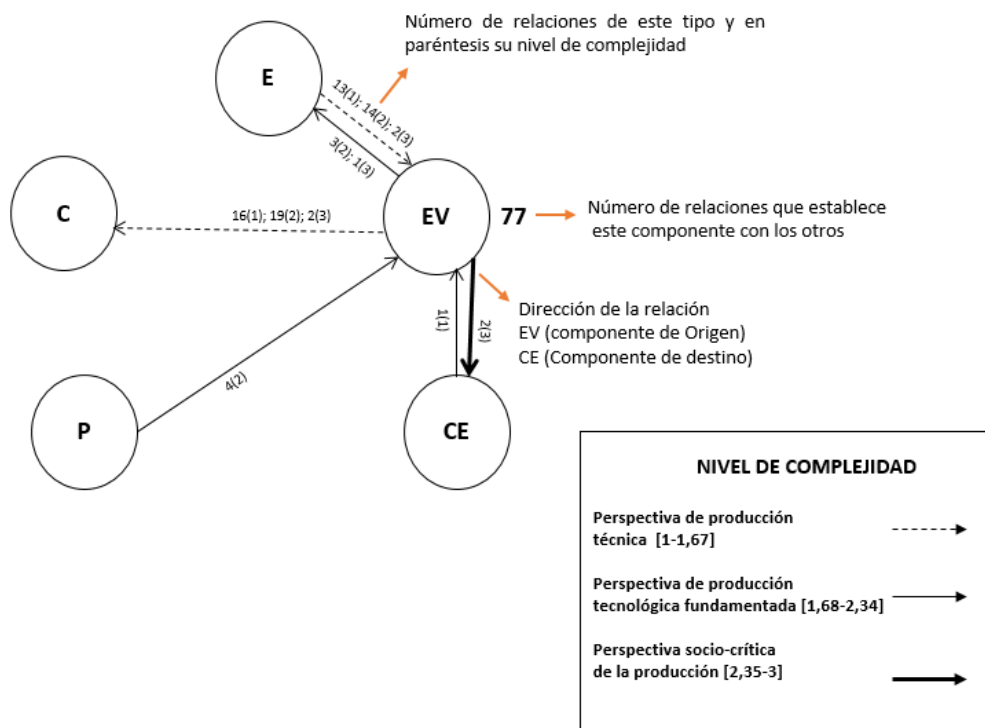 Número de relaciones de este tipo y en
paréntesis su nivel de complejidad
E
13(1); 14(2); 2(3)
3(2); 1(3)
C
16(1); 19(2); 2(3)
EV
77
Número de relaciones que establece
este componente con los otros
Dirección de la relación
EV (componente de Origen)
CE (Componente de destino)
1(1)
2(3)
4(2)
P
CE
NIVEL DE COMPLEJIDAD
Perspectiva de producción
técnica [1-1,67]
Perspectiva de producción
tecnológica fundamentada [1,68-2,34]
Perspectiva socio-crítica
de la producción [2,35-3]